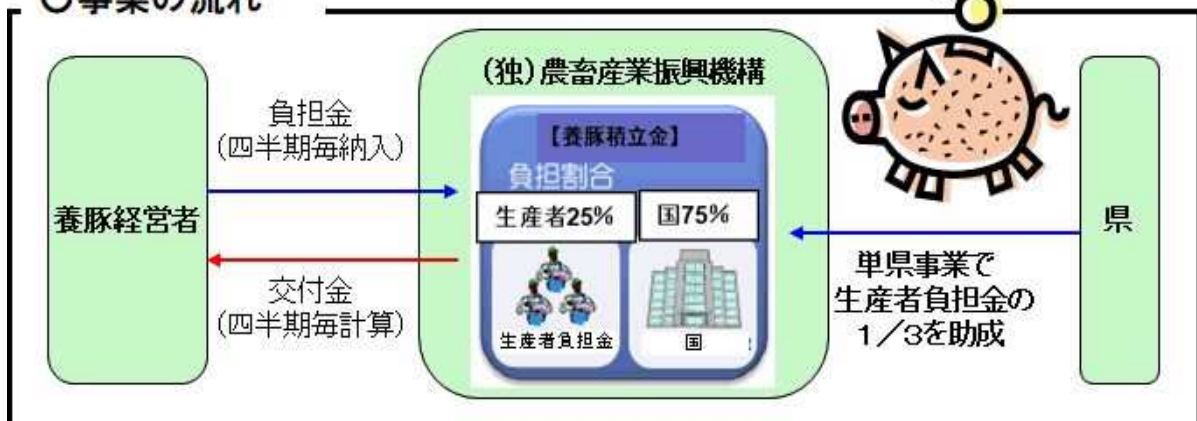 〇事業の流れ
(独)農畜産業振興機構
負担金
(四半期毎納入)
【養豚積立金】
負担割合
生産者25%
国75%
養豚経営者
県
交付金
(四半期毎計算)
生産者負担金
国
単県事業で
生産者負担金の
1/3を助成